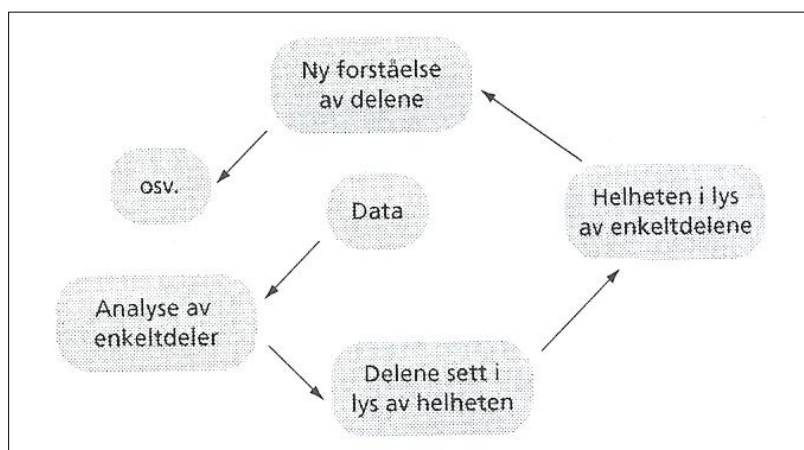 Ny forståelse
av delene
osv.
Data
Helheten i lys
av enkeltdelene
Analyse av
enkeltdeler
Delene sett i
lys av helheten